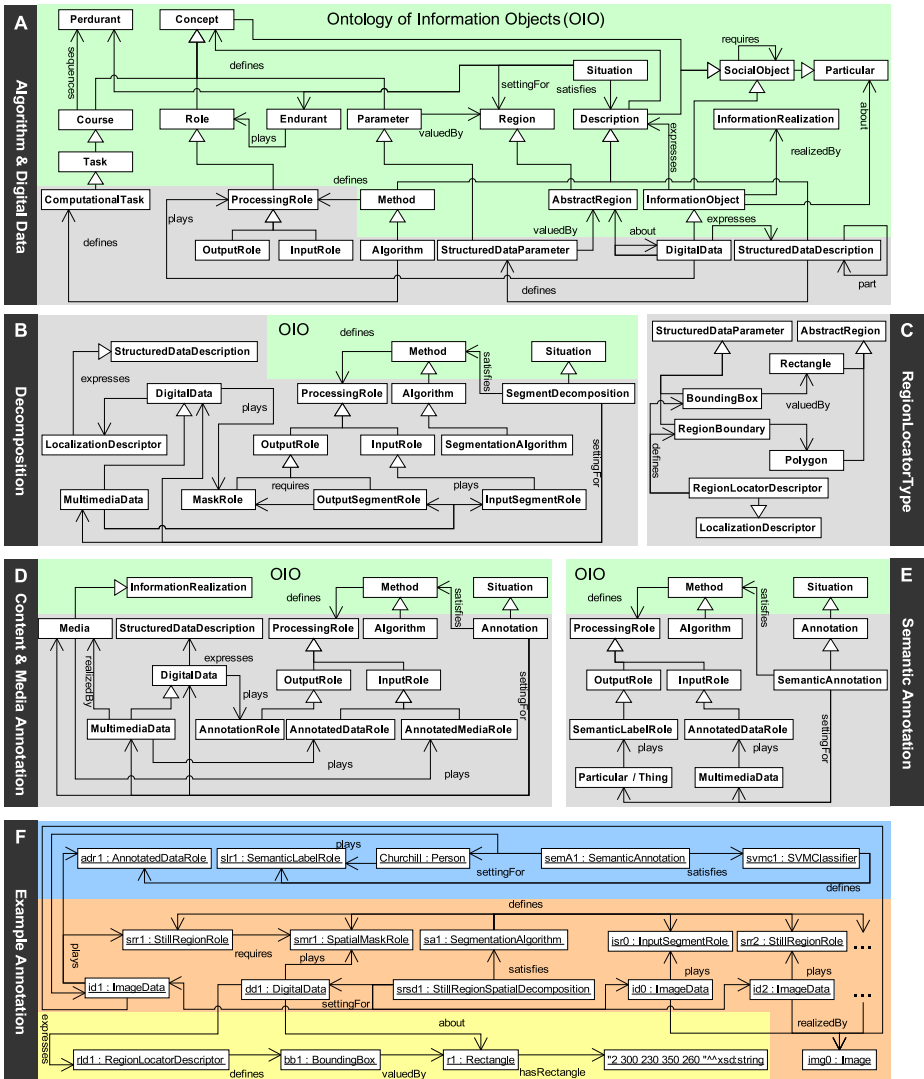 A
Algorithm & Digital Data
Ontology of Information Objects (OIO)
Perdurant
Concept
requires
sequences
defines
Situation
SocialObject
Particular
settingFor
satisfies
about
Course
Role
Endurant
Parameter
Region
Description
InformationRealization
plays
valuedBy
expresses
realizedBy
Task
defines
ComputationalTask
ProcessingRole
Method
AbstractRegion
InformationObject
plays
expresses
OutputRole
InputRole
Algorithm
StructuredDataParameter
valuedBy
about
DigitalData
StructuredDataDescription
defines
defines
part
B
Decomposition
OIO
defines
Method
Situation
StructuredDataDescription
satisfies
expresses
DigitalData
plays
ProcessingRole
Algorithm
SegmentDecomposition
LocalizationDescriptor
OutputRole
InputRole
SegmentationAlgorithm
settingFor
requires
plays
MultimediaData
MaskRole
OutputSegmentRole
InputSegmentRole
C
RegionLocatorType
StructuredDataParameter
AbstractRegion
Rectangle
BoundingBox
valuedBy
RegionBoundary
defines
Polygon
RegionLocatorDescriptor
LocalizationDescriptor
D
Content & Media Annotation
OIO
InformationRealization
Method
Situation
defines
satisfies
Media
StructuredDataDescription
ProcessingRole
Algorithm
Annotation
realizedBy
expresses
DigitalData
OutputRole
InputRole
settingFor
plays
MultimediaData
AnnotationRole
AnnotatedDataRole
AnnotatedMediaRole
plays
plays
E
Semantic Annotation
OIO
Method
Situation
defines
satisfies
ProcessingRole
Algorithm
Annotation
OutputRole
InputRole
SemanticAnnotation
SemanticLabelRole
AnnotatedDataRole
settingFor
plays
plays
Particular / Thing
MultimediaData
F
Example Annotation
plays
adr1 : AnnotatedDataRole
slr1 : SemanticLabelRole
Churchill : Person
semA1 : SemanticAnnotation
svmc1 : SVMClassifier
settingFor
satisfies
defines
defines
srr1 : StillRegionRole
smr1 : SpatialMaskRole
sa1 : SegmentationAlgorithm
isr0 : InputSegmentRole
srr2 : StillRegionRole
...
plays
requires
plays
satisfies
plays
plays
id1 : ImageData
dd1 : DigitalData
srsd1 : StillRegionSpatialDecomposition
id0 : ImageData
id2 : ImageData
...
settingFor
expresses
about
realizedBy
rld1 : RegionLocatorDescriptor
bb1 : BoundingBox
r1 : Rectangle
"2 300 230 350 260 "^^xsd:string
img0 : Image
defines
valuedBy
hasRectangle